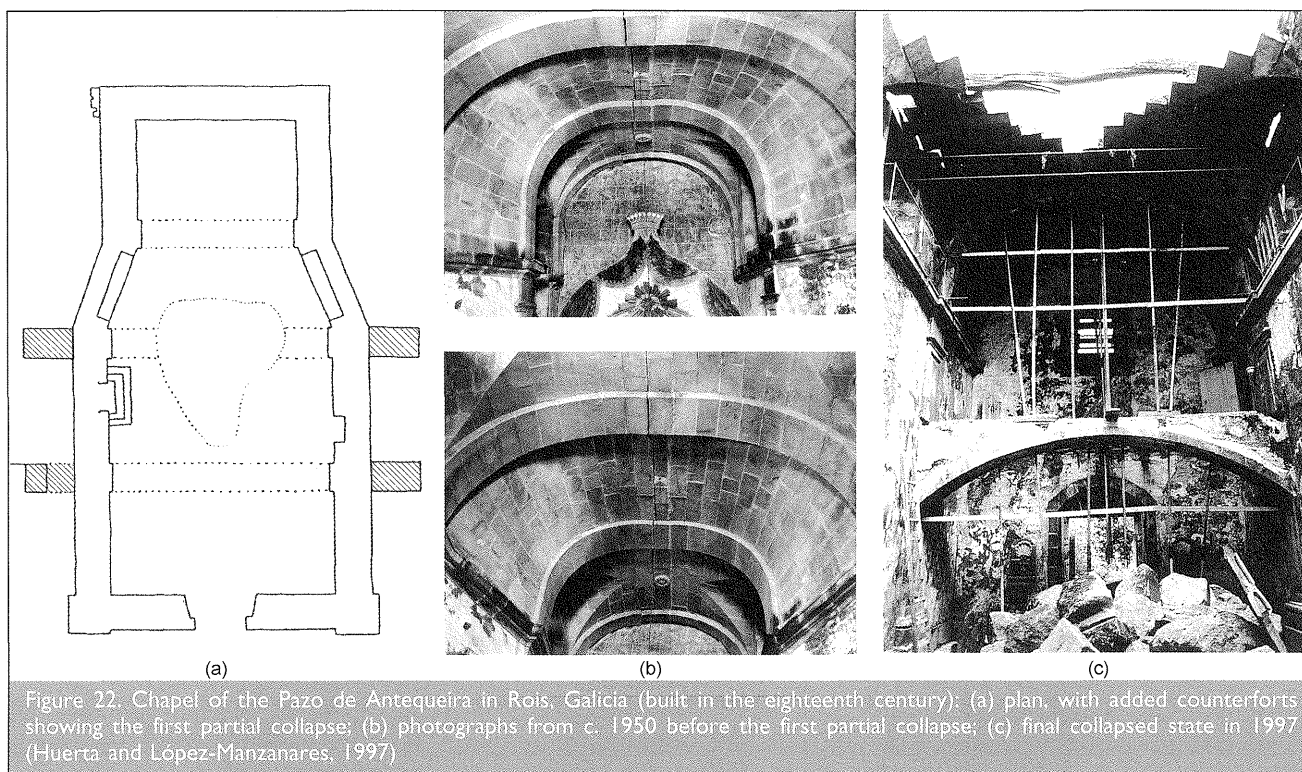 (a)
(b)
(c)
Figure 22. Chapel of the Pazo de Antequeira in Rois, Galicia (built in the eighteenth century): (a) plan, with added counterforts
showing the first partial collapse; (b) photographs from c. 1950 before the first partial collapse; (c) final collapsed state in 1997
(Huerta and López-Manzanares, 1997)